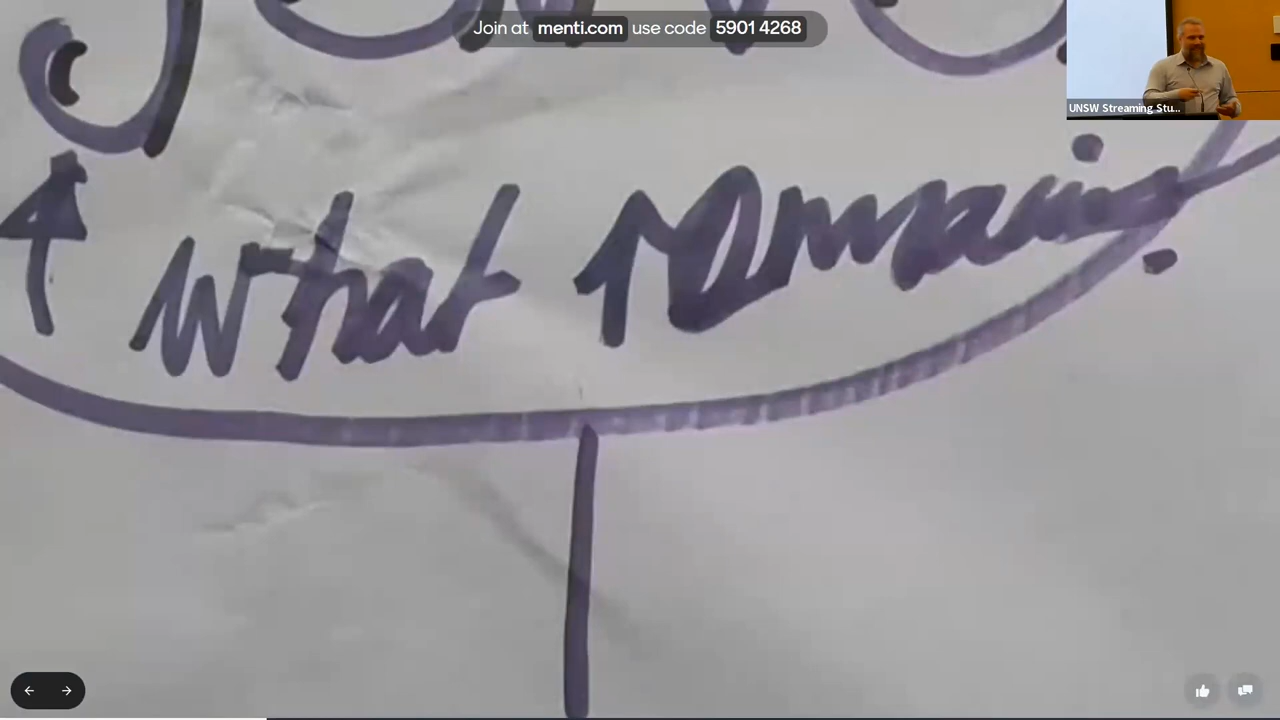 Join at menti.com use code 5901 4268
UNSW Streaming Stu...
What remains